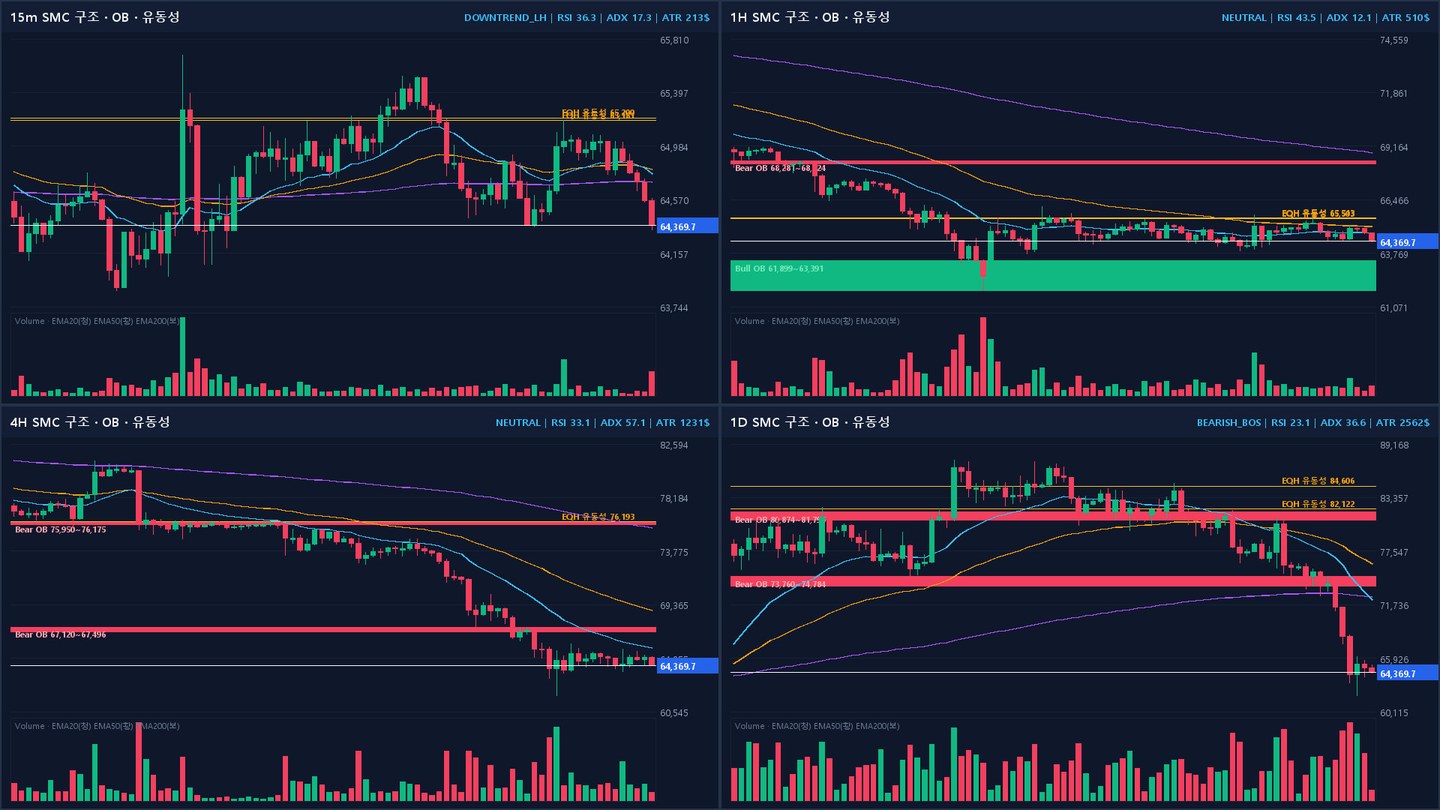 15m SMC 구조 · OB · 유동성
DOWNTREND_LH | RSI 36.3 | ADX 17.3 | ATR 213$
65,810
65,397
EQH 유동성
64,984
64,570
64,369.7
64,157
63,744
Volume · EMA20(청) EMA50(황) EMA200(보)
1H SMC 구조 · OB · 유동성
NEUTRAL | RSI 43.5 | ADX 12.1 | ATR 510$
74,559
71,861
69,164
Bear OB
66,466
EQH 유동성
64,369.7
63,769
Bull OB 61,899~63,391
61,071
Volume · EMA20(청) EMA50(황) EMA200(보)
4H SMC 구조 · OB · 유동성
NEUTRAL | RSI 33.1 | ADX 57.1 | ATR 1231$
82,594
78,184
EQH 유동성 76,193
Bear OB 75,950~76,175
73,775
69,365
Bear OB 67,120~67,496
64,369.7
60,545
Volume · EMA20(청) EMA50(황) EMA200(보)
1D SMC 구조 · OB · 유동성
BEARISH_BOS | RSI 23.1 | ADX 36.6 | ATR 2562$
89,168
EQH 유동성 84,606
83,357
EQH 유동성 82,122
Bear OB
77,547
Bear OB 73,760~74,784
71,736
65,926
64,369.7
60,115
Volume · EMA20(청) EMA50(황) EMA200(보)